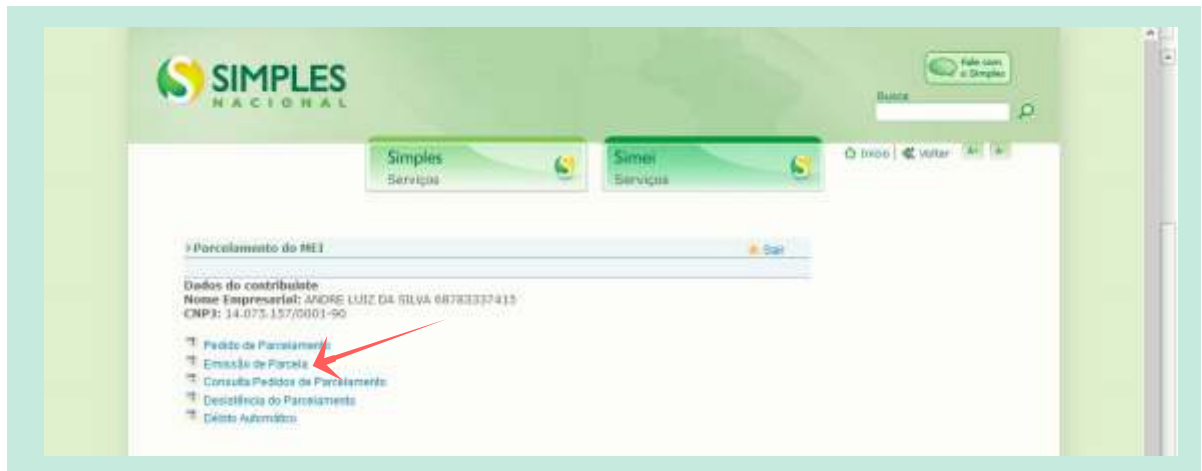 SIMPLES
NACIONAL
Fale com
o Simples
Busca
Simples
Serviços
Simei
Serviços
Início | Voltar A+ A-
Parcelamento do MEI
Sair
Dados do contribuinte
Nome Empresarial: ANDRE LUIZ DA SILVA 68783337415
CNPJ: 14.075.157/0001-90
Pedido de Parcelamento
Emissão de Parcela
Consulta Pedidos de Parcelamento
Desistência do Parcelamento
Débito Automático